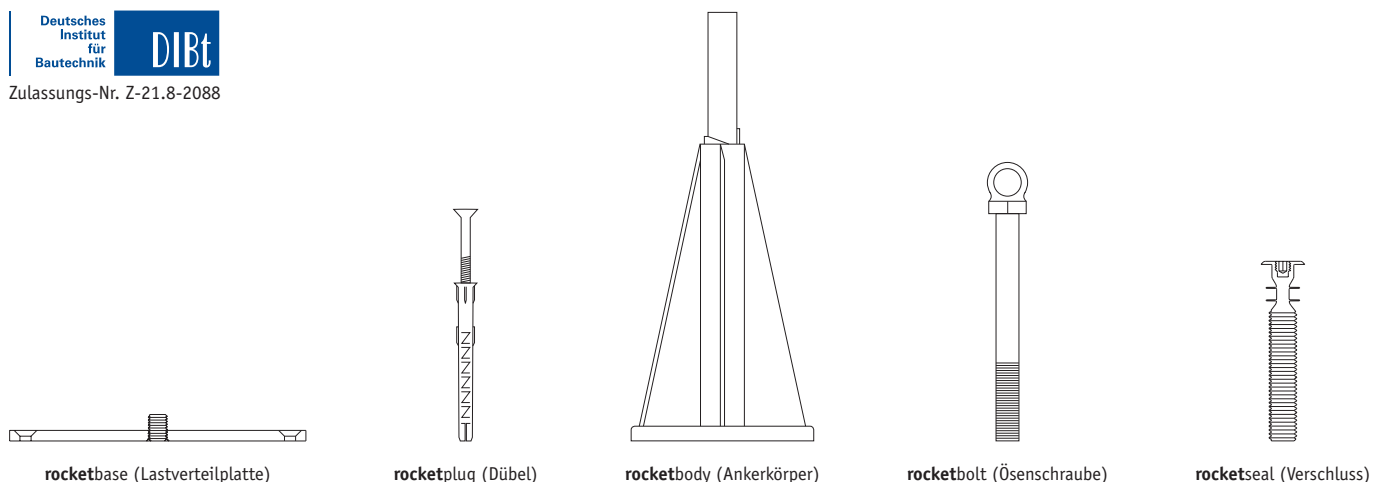 Deutsches
Institut
für
Bautechnik
DIBt
Zulassungs-Nr. Z-21.8-2088
rocketbase (Lastverteilplatte)
rocketplug (Dübel)
rocketbody (Ankerkörper)
rocketbolt (Ösenschraube)
rocketseal (Verschluss)